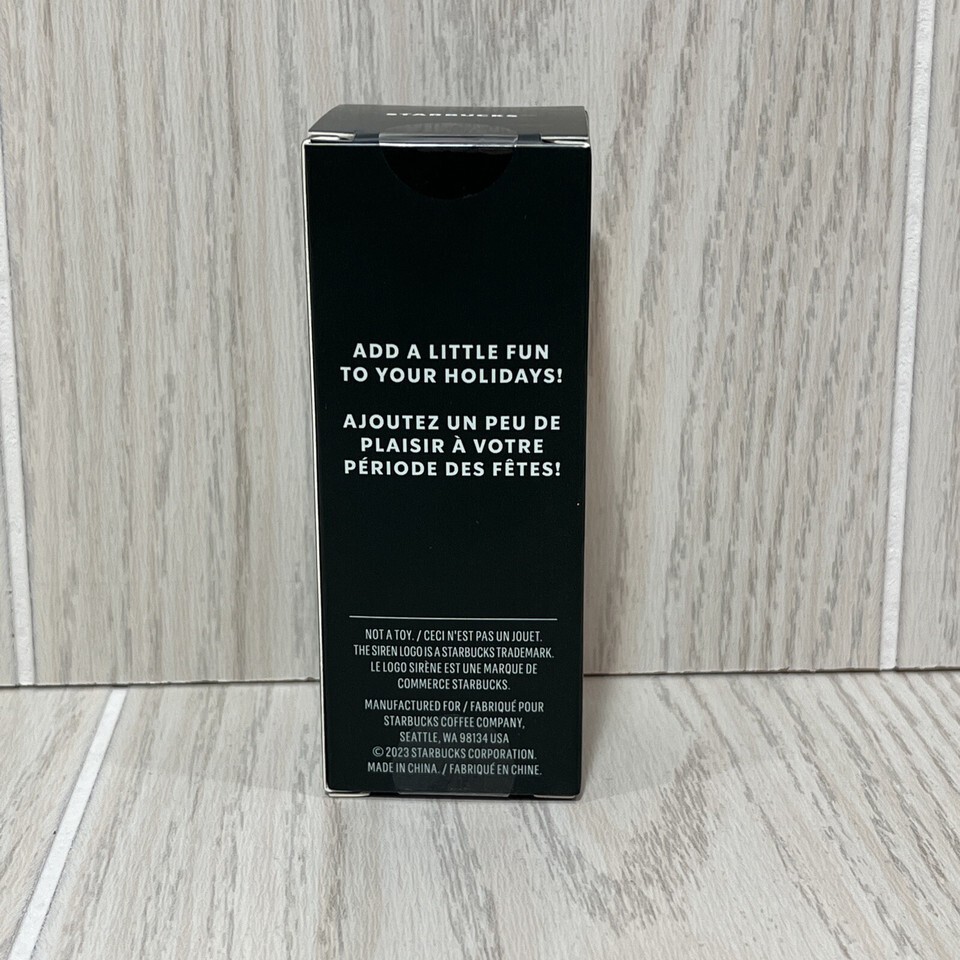 STARBUCKS
ADD A LITTLE FUN
TO YOUR HOLIDAYS!
AJOUTEZ UN PEU DE
PLAISIR À VOTRE
PÉRIODE DES FÊTES!
NOT A TOY. / CECI N'EST PAS UN JOUET.
THE SIREN LOGO IS A STARBUCKS TRADEMARK.
LE LOGO SIRÈNE EST UNE MARQUE DE
COMMERCE STARBUCKS.
MANUFACTURED FOR / FABRIQUÉ POUR
STARBUCKS COFFEE COMPANY,
SEATTLE, WA 98134 USA
© 2023 STARBUCKS CORPORATION.
MADE IN CHINA. / FABRIQUÉ EN CHINE.